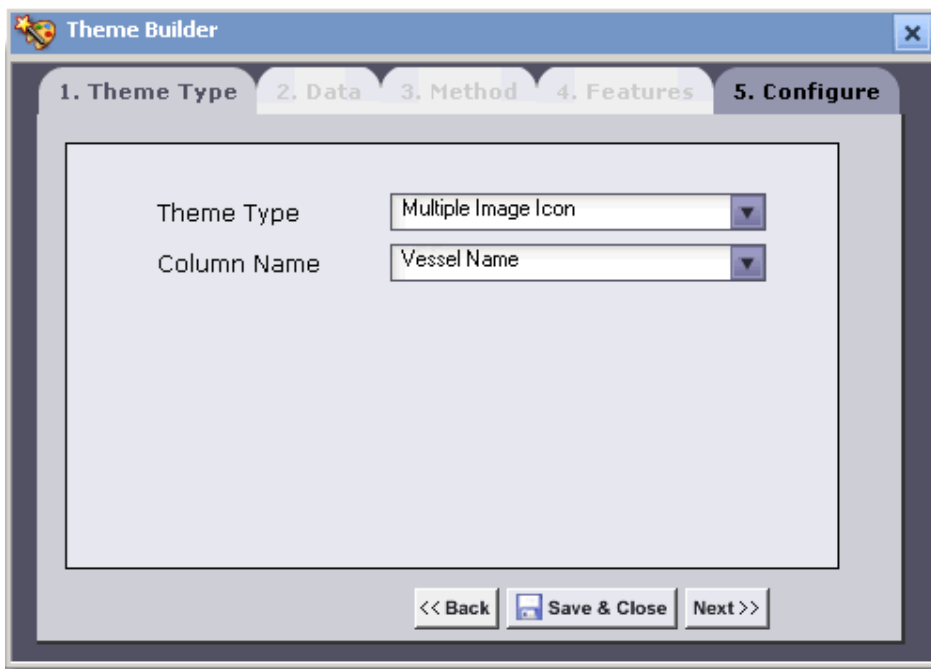 Theme Builder
1. Theme Type 2. Data 3. Method 4. Features 5. Configure
Theme Type Multiple Image Icon
Column Name Vessel Name
<< Back Save & Close Next >>